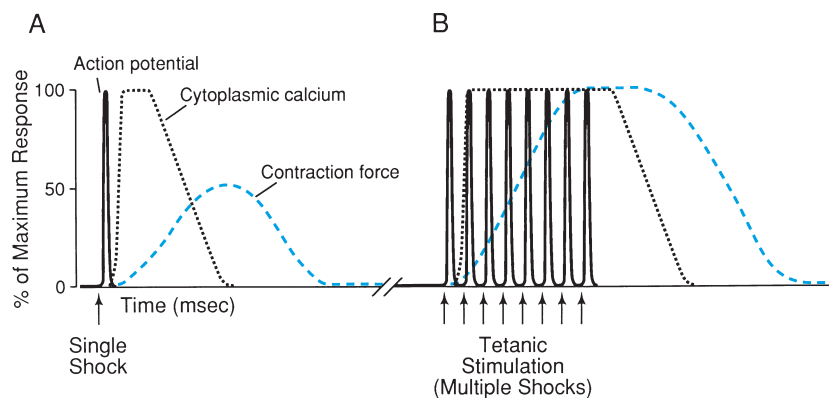 A
B
Action potential
Cytoplasmic calcium
Contraction force
% of Maximum Response
100
50
0
Time (msec)
Single
Shock
Tetanic
Stimulation
(Multiple Shocks)